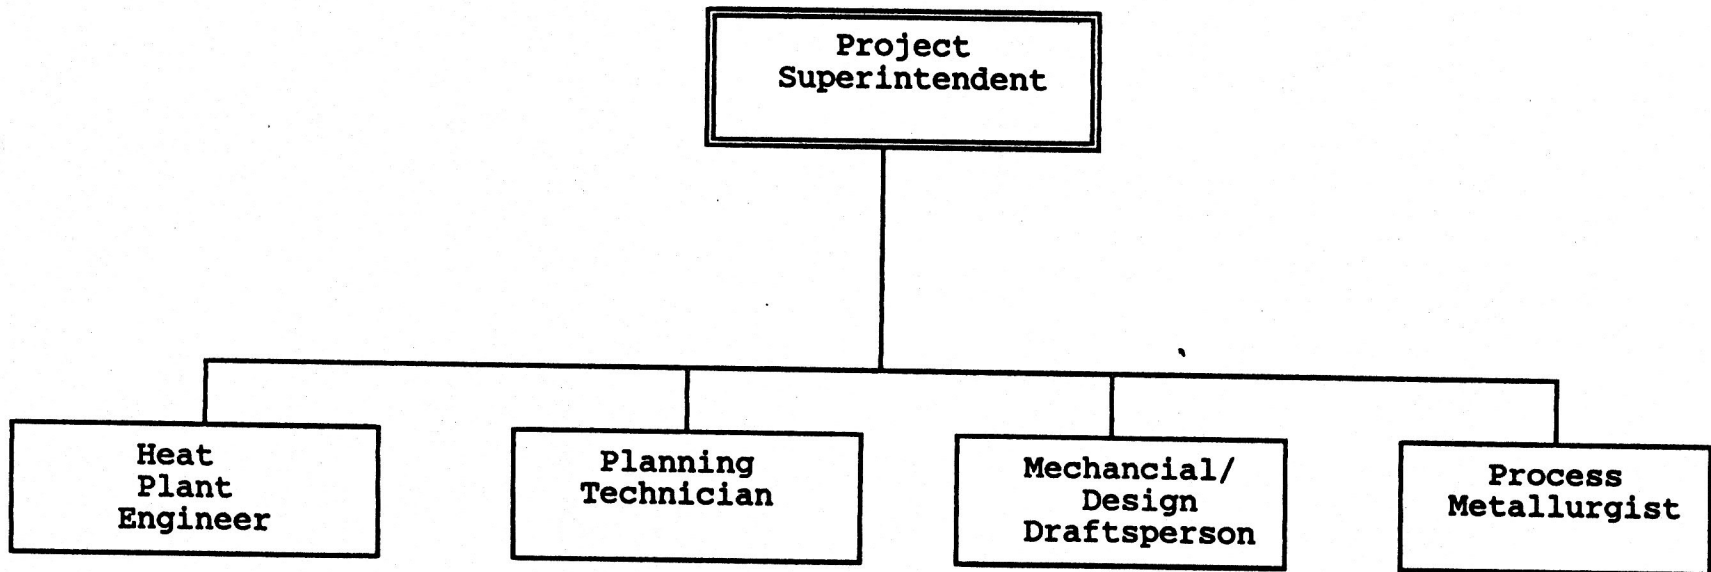 Project
Superintendent
Heat
Plant
Engineer
Planning
Technician
Mechancial/
Design
Draftsperson
Process
Metallurgist